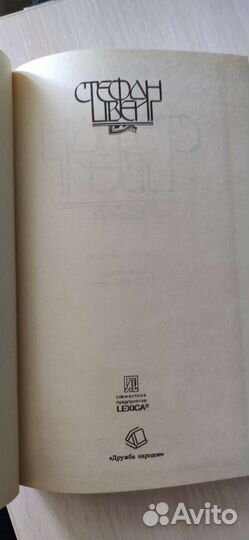 СТЕФАН
ЦВЕЙГ
совместное
предприятие
LEXICA®
«Дружба народов»
Avito